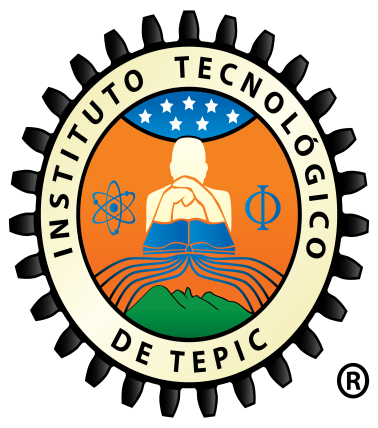 INSTITUTO TECNOLÓGICO
Φ
DE TEPIC
®